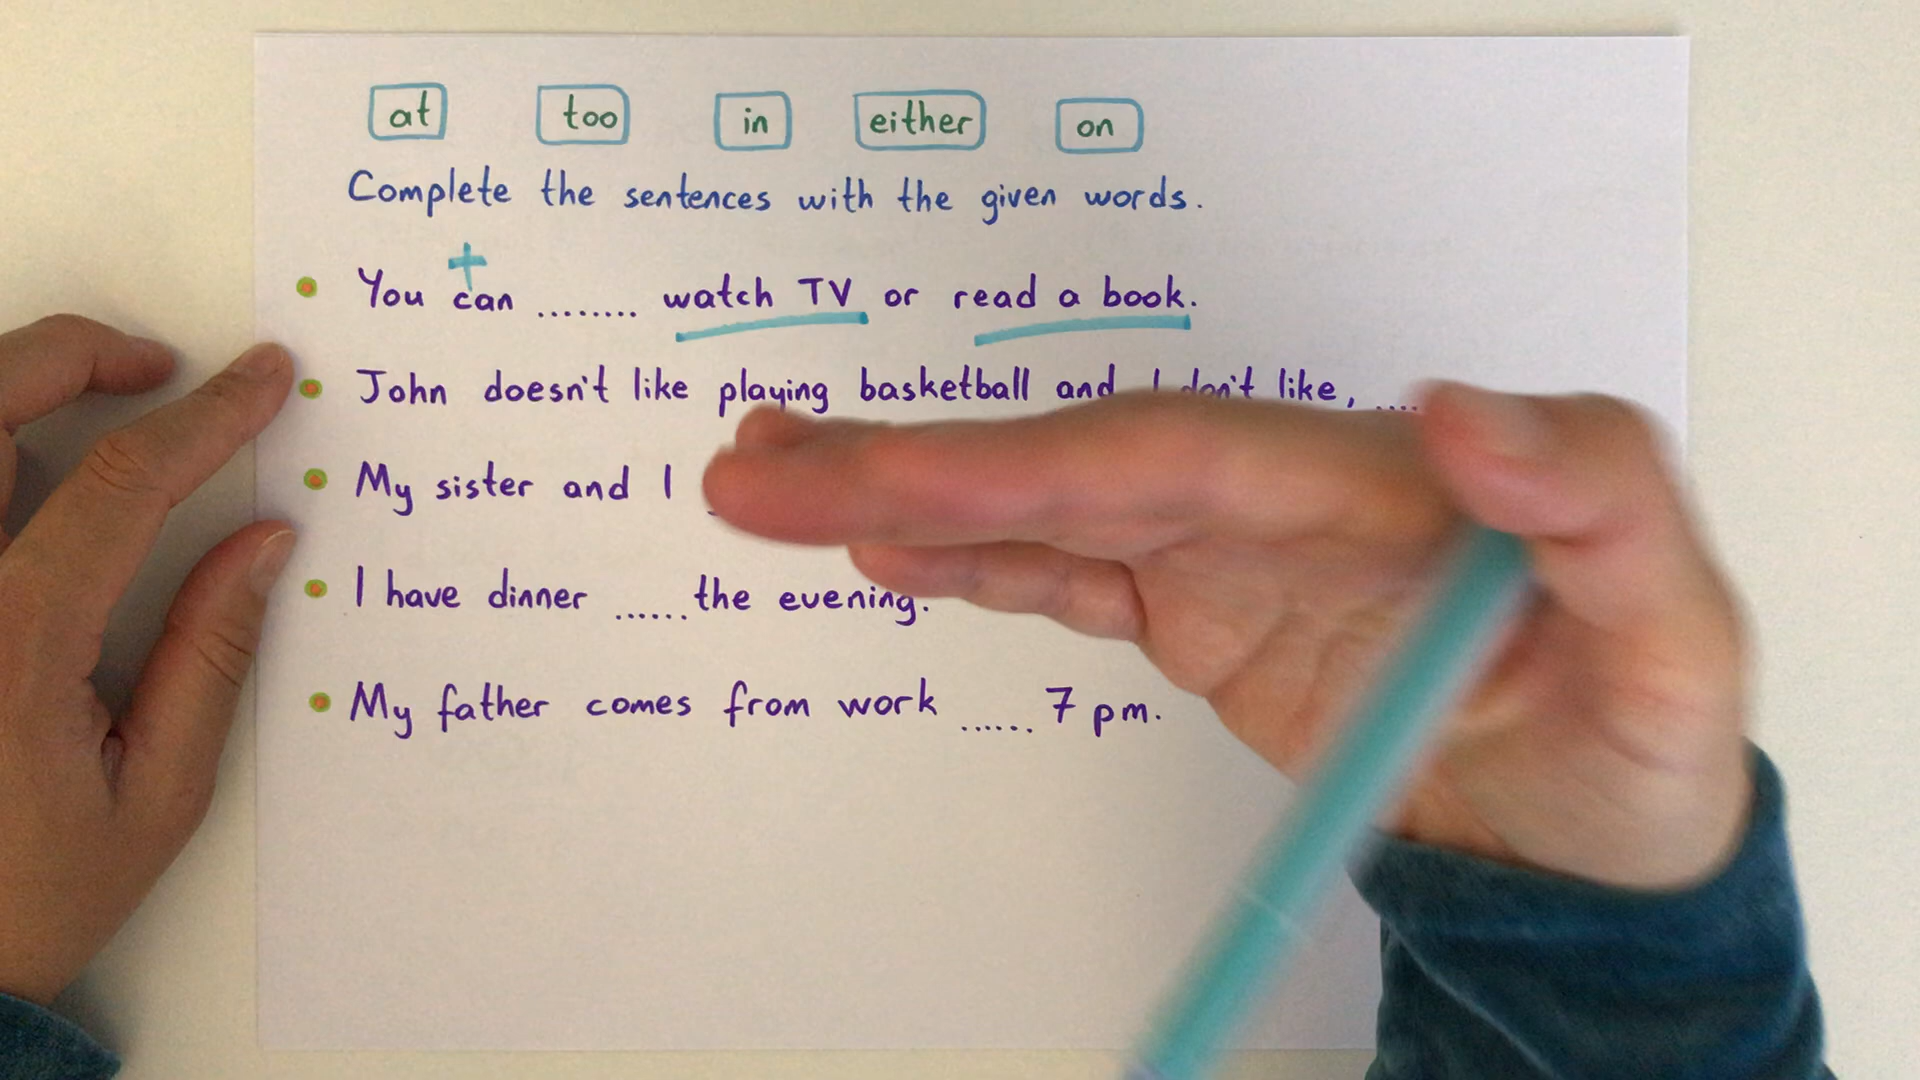 at too in either on
Complete the sentences with the given words.
+
You can ........ watch TV or read a book.
John doesn't like playing basketball and I don't like, ....
My sister and I
I have dinner ...... the evening.
My father comes from work ...... 7 pm.